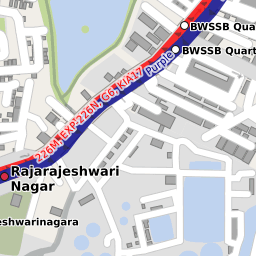 BWSSB Qua
BWSSB Quart
226M, EXP 226N, G6, KIA17
Purple
Rajarajeshwari
Nagar
eshwarinagara